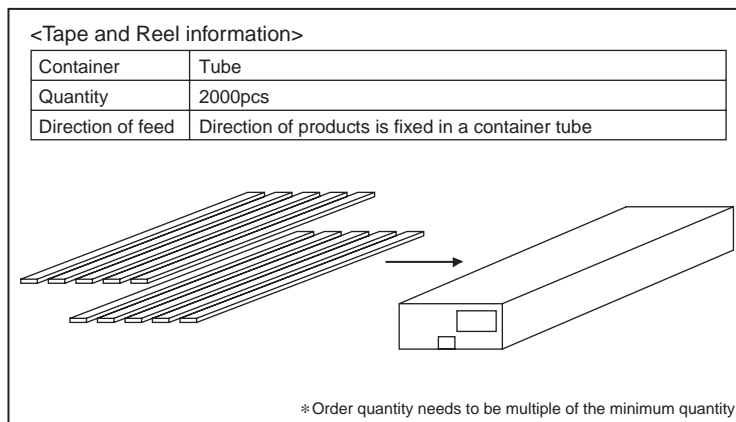 <Tape and Reel information>
Container Tube
Quantity 2000pcs
Direction of feed Direction of products is fixed in a container tube
*Order quantity needs to be multiple of the minimum quantity